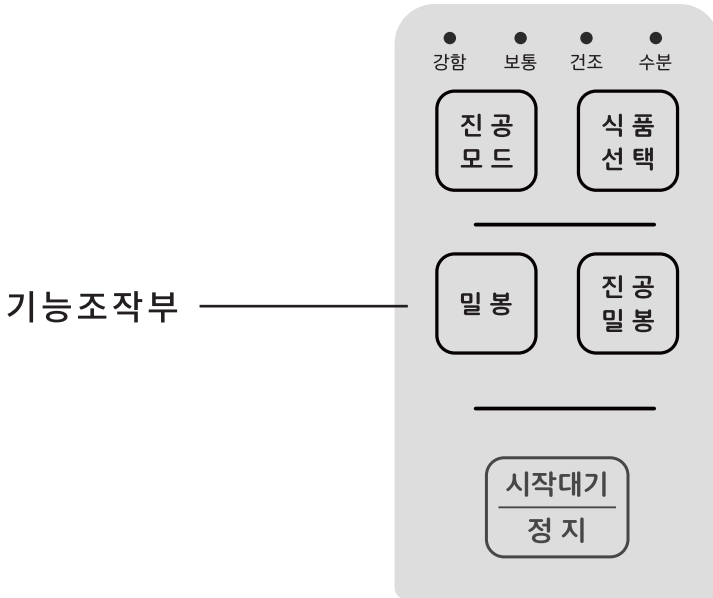 강함 보통 건조 수분
진공 모드
식품 선택
기능조작부
밀봉
진공 밀봉
시작대기
정지